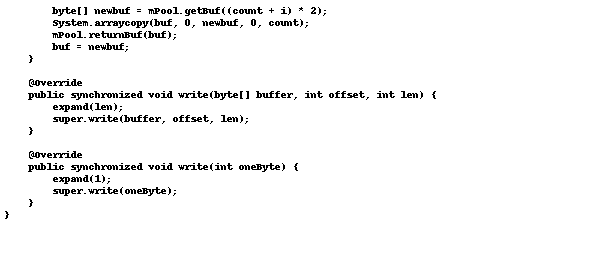 byte[] newbuf = mPool.getBuf((count + i) * 2);
        System.arraycopy(buf, 0, newbuf, 0, count);
        mPool.returnBuf(buf);
        buf = newbuf;
    }

    @Override
    public synchronized void write(byte[] buffer, int offset, int len) {
        expand(len);
        super.write(buffer, offset, len);
    }

    @Override
    public synchronized void write(int oneByte) {
        expand(1);
        super.write(oneByte);
    }
}